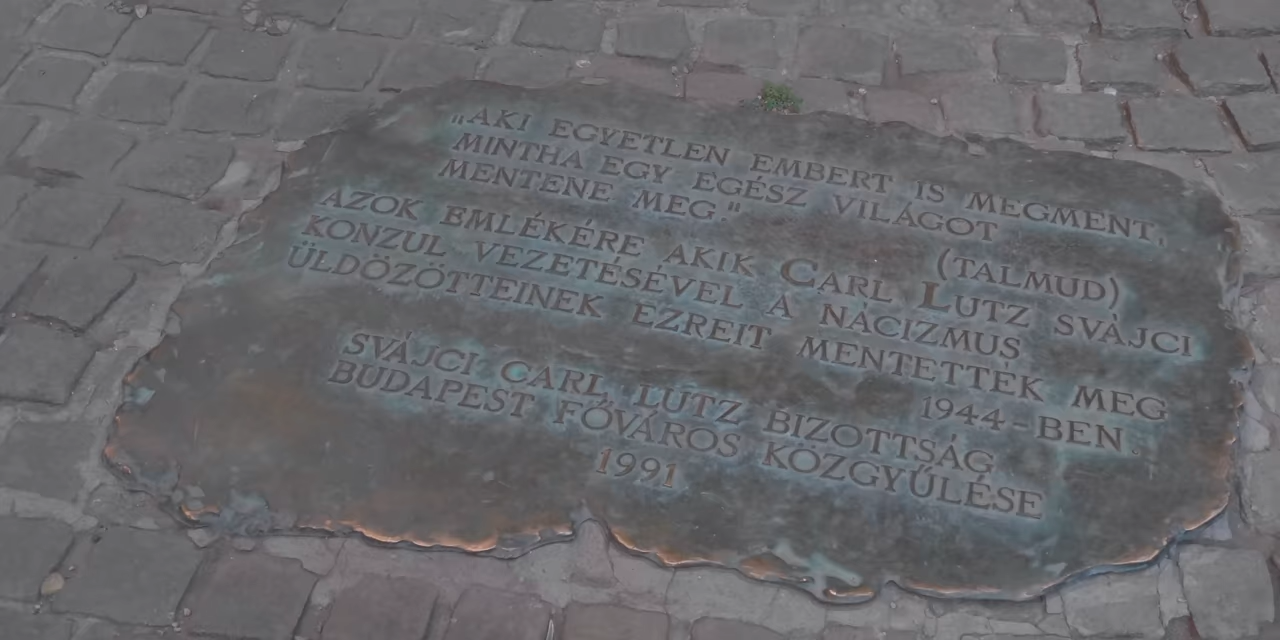 „AKI EGYETLEN EMBERT IS MEGMENT,
MINTHA EGY EGÉSZ VILÁGOT
MENTENE MEG."
(TALMUD)
AZOK EMLÉKÉRE AKIK CARL LUTZ SVÁJCI
KONZUL VEZETÉSÉVEL A NÁCIZMUS
ÜLDÖZÖTTEINEK EZREIT MENTETTÉK MEG
1944-BEN.
SVÁJCI CARL LUTZ BIZOTTSÁG
BUDAPEST FŐVÁROS KÖZGYŰLÉSE
1991